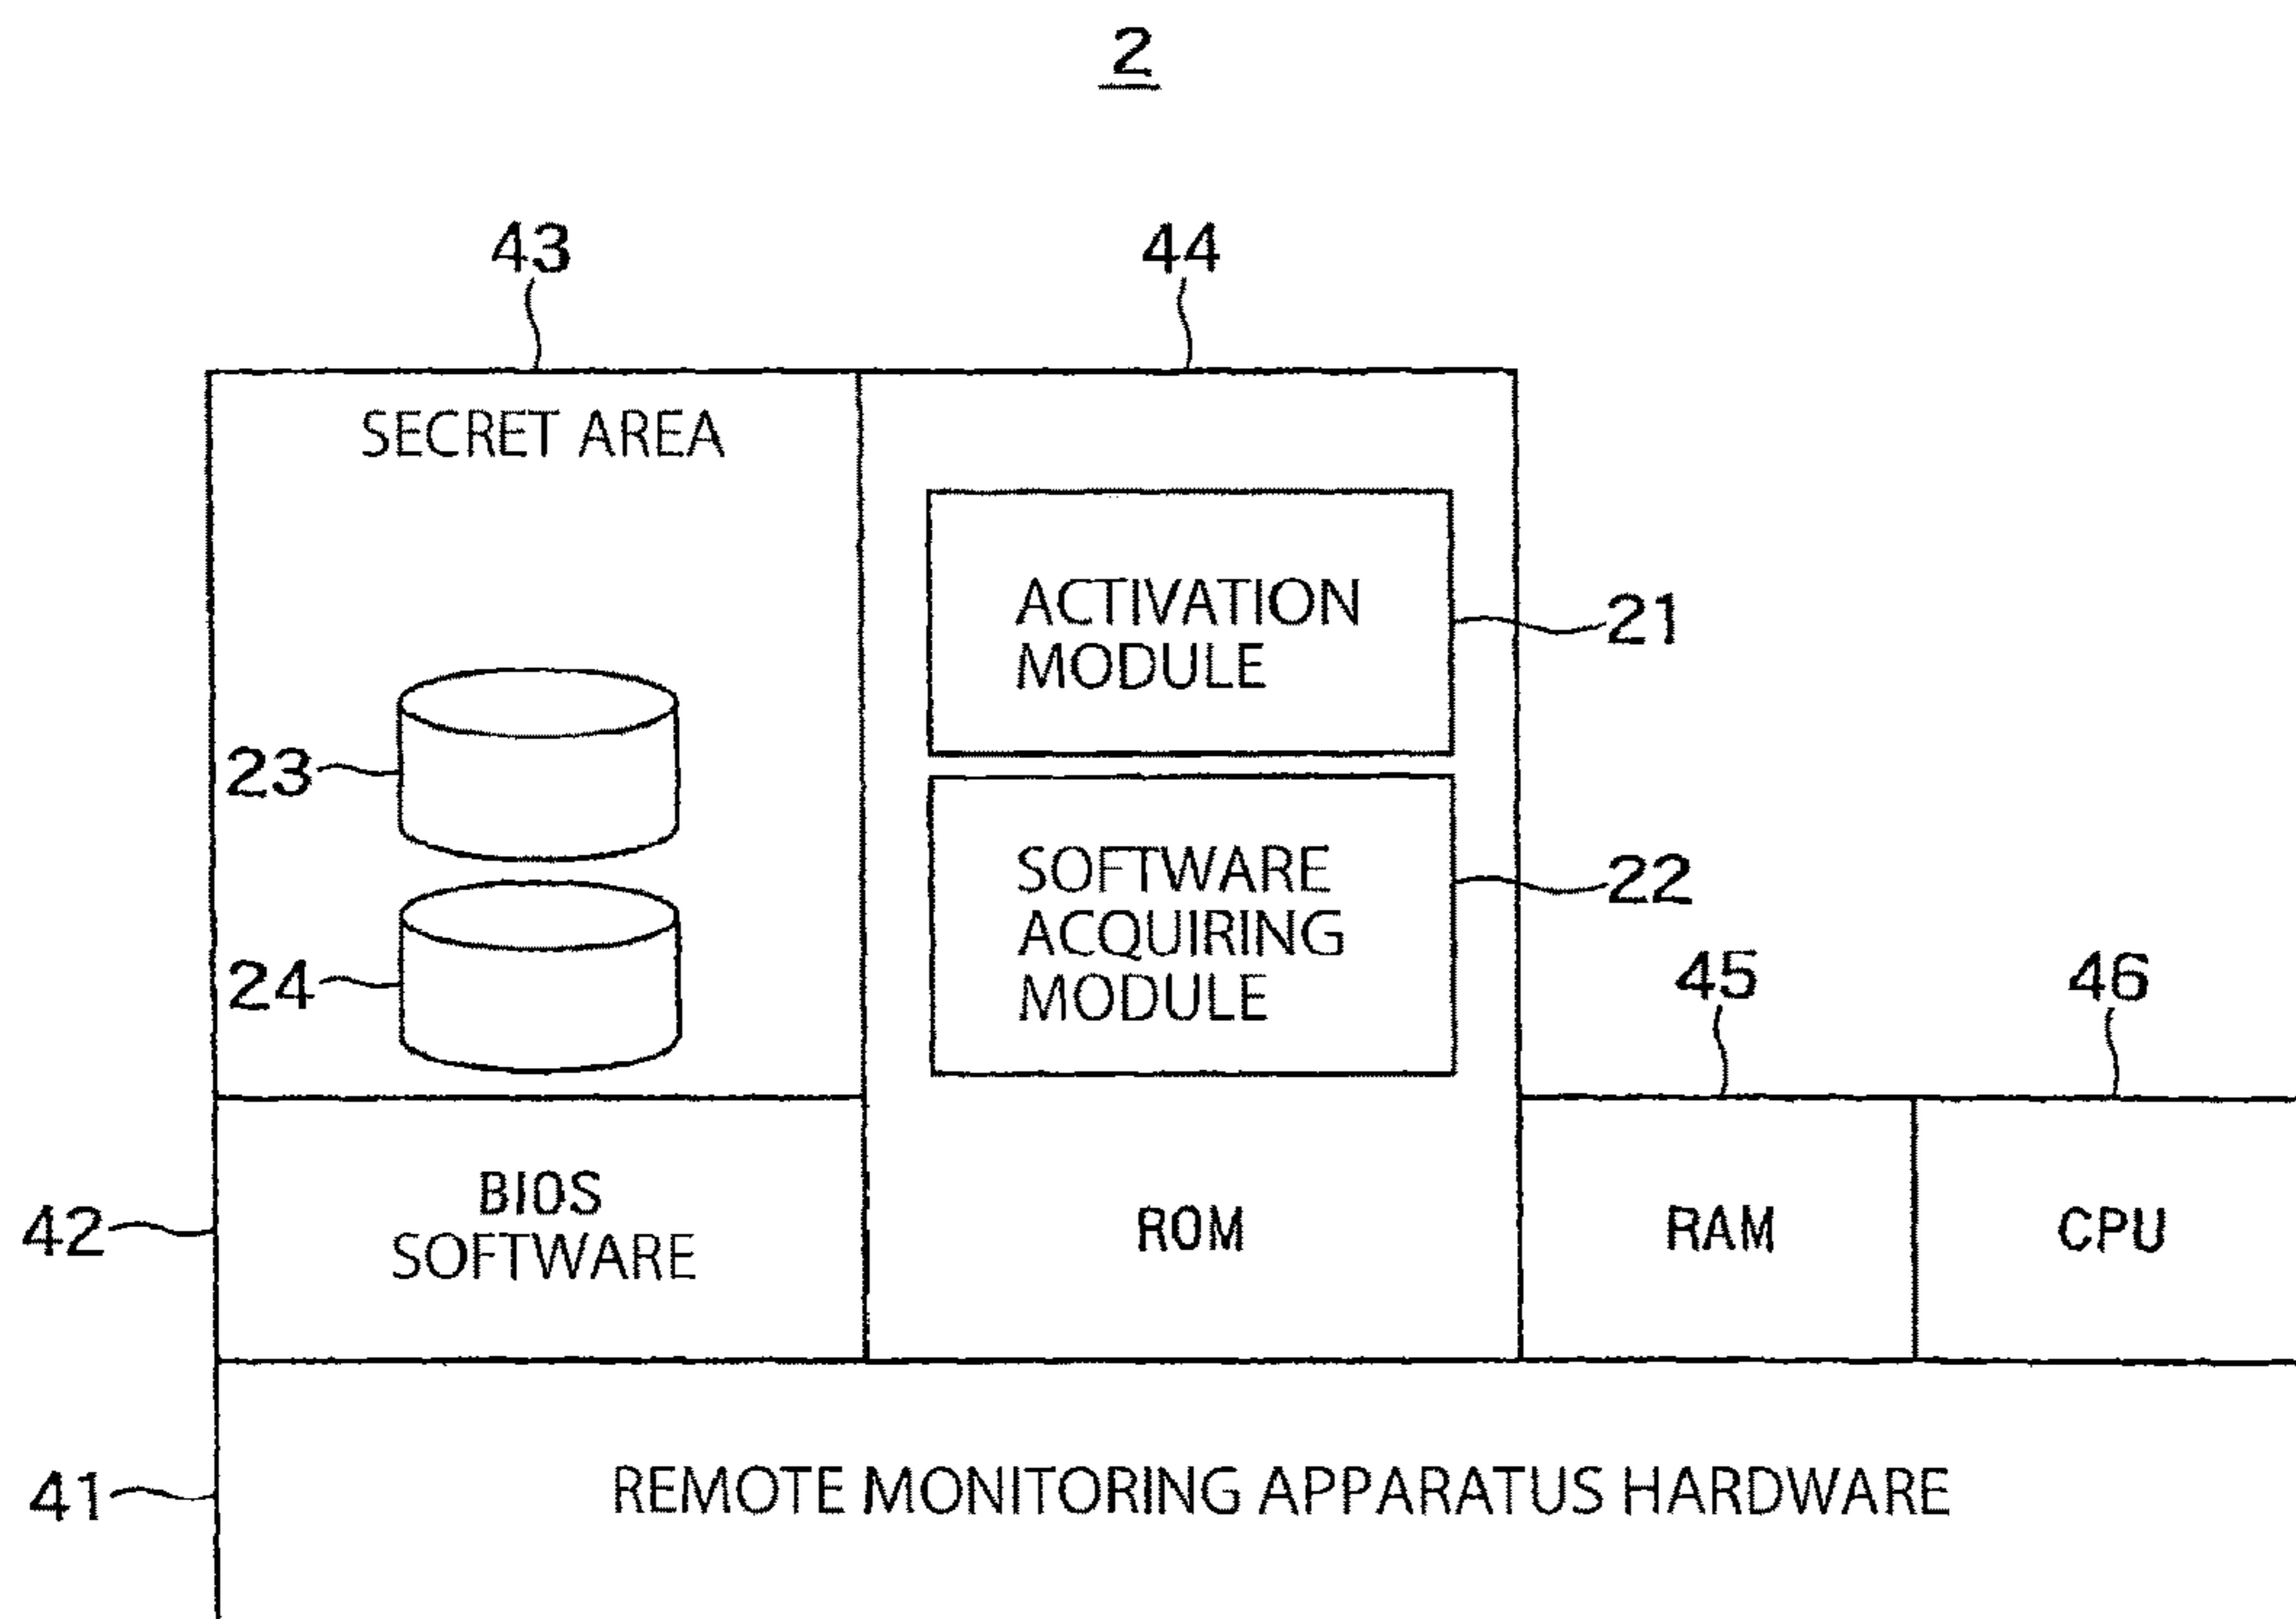 2
43
44
SECRET AREA
ACTIVATION
MODULE
21
23
SOFTWARE
ACQUIRING
MODULE
22
24
45
46
42
BIOS
SOFTWARE
ROM
RAM
CPU
41
REMOTE MONITORING APPARATUS HARDWARE